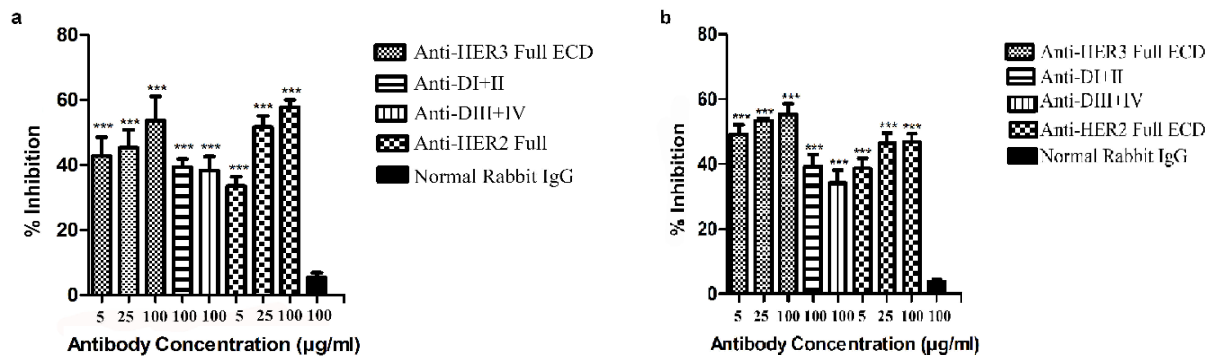 a
80
60
40
20
0
% Inhibition
*** *** *** *** *** *** *** ***
5 25 100 100 100 5 25 100 100
Antibody Concentration (µg/ml)
Anti-HER3 Full ECD
Anti-DI+II
Anti-DIII+IV
Anti-HER2 Full
Normal Rabbit IgG
b
80
60
40
20
0
% Inhibition
*** *** *** *** *** *** *** ***
5 25 100 100 100 5 25 100 100
Antibody Concentration (µg/ml)
Anti-HER3 Full ECD
Anti-DI+II
Anti-DIII+IV
Anti-HER2 Full ECD
Normal Rabbit IgG